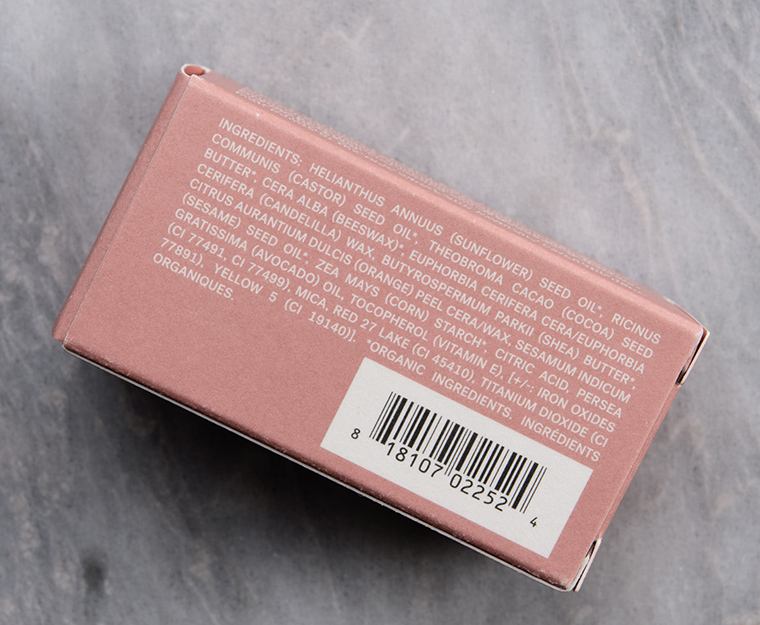 INGREDIENTS: HELIANTHUS ANNUUS (SUNFLOWER) SEED OIL*, RICINUS
COMMUNIS (CASTOR) SEED OIL*, THEOBROMA CACAO (COCOA) SEED
BUTTER*, CERA ALBA (BEESWAX)*, EUPHORBIA CERIFERA CERA/EUPHORBIA
CERIFERA (CANDELILLA) WAX, BUTYROSPERMUM PARKII (SHEA) BUTTER*,
CITRUS AURANTIUM DULCIS (ORANGE) PEEL CERA/WAX, SESAMUM INDICUM
(SESAME) SEED OIL*, ZEA MAYS (CORN) STARCH*, CITRIC ACID, PERSEA
GRATISSIMA (AVOCADO) OIL, TOCOPHEROL (VITAMIN E), [+/-: IRON OXIDES
(CI 77491, CI 77499), MICA, RED 27 LAKE (CI 45410), TITANIUM DIOXIDE (CI
77891), YELLOW 5 (CI 19140)]. *ORGANIC INGREDIENTS. INGRÉDIENTS
ORGANIQUES.
8 18107 02252 4